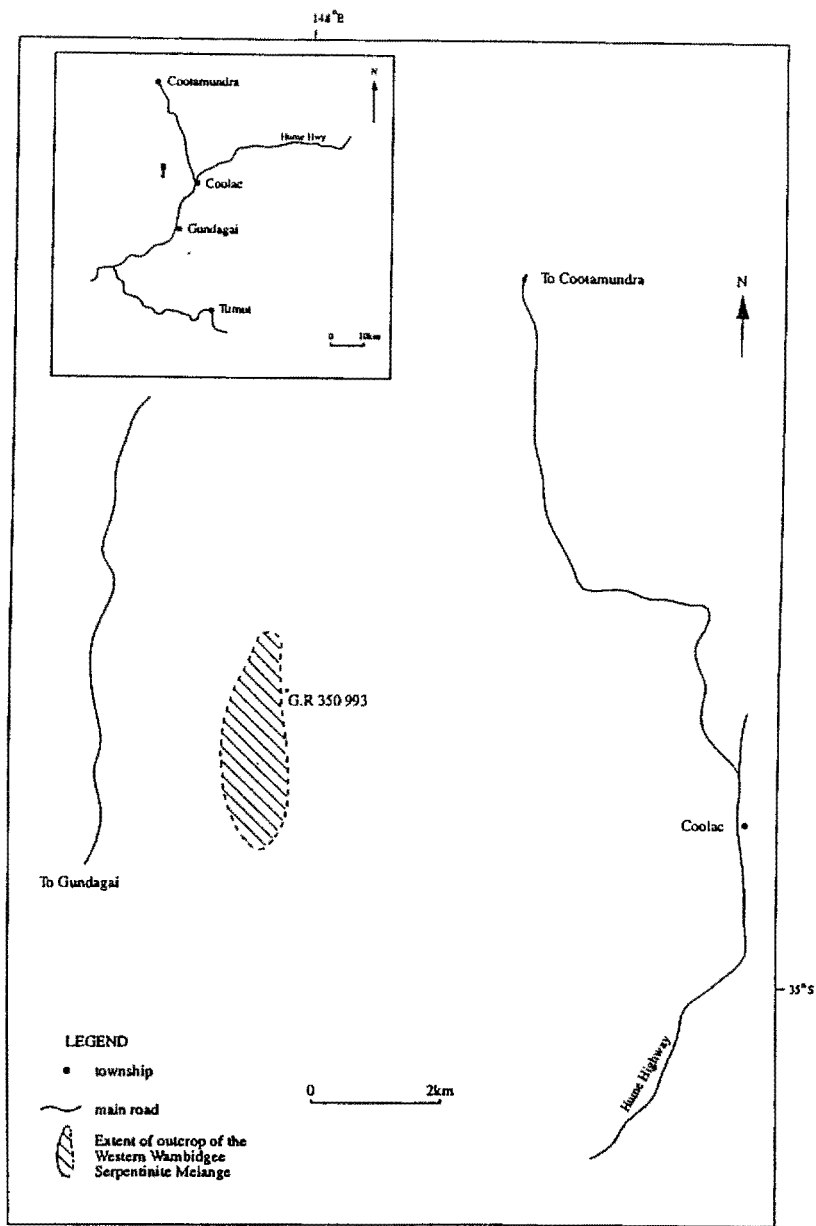 148°E
Cootamundra
N
Hume Hwy
Coolac
Gundagai
Tumut
0 10km
To Cootamundra
N
G.R 350 993
Coolac
To Gundagai
35°S
LEGEND
township
0 2km
main road
Hume Highway
Extent of outcrop of the
Western Wambidgee
Serpentinite Melange